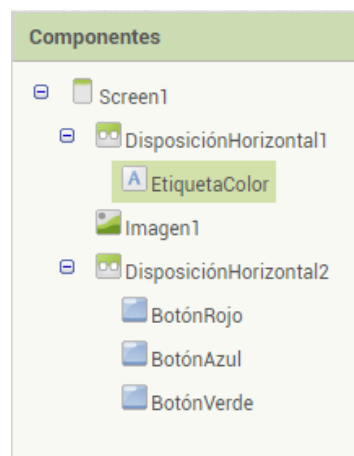 Componentes
Screen1
DisposiciónHorizontal1
A EtiquetaColor
Imagen1
DisposiciónHorizontal2
BotónRojo
BotónAzul
BotónVerde